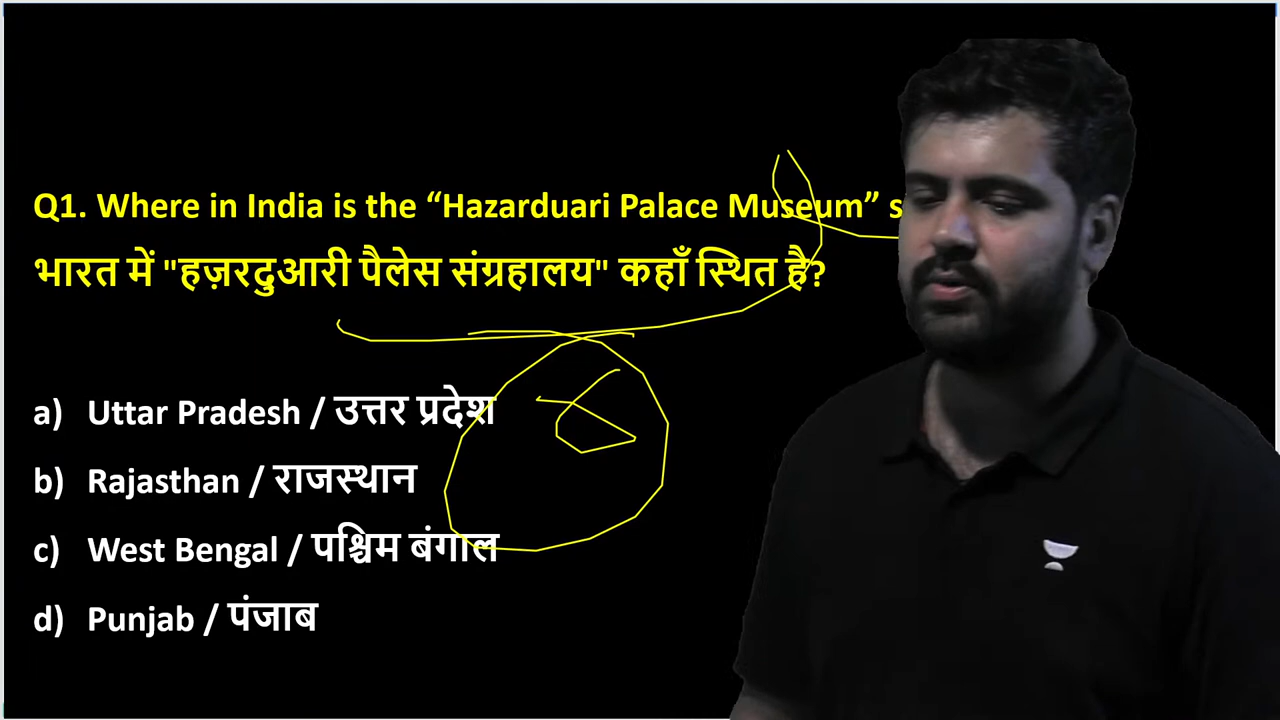 Q1. Where in India is the “Hazarduari Palace Museum” s
भारत में "हज़रदुआरी पैलेस संग्रहालय" कहाँ स्थित है?
a) Uttar Pradesh / उत्तर प्रदेश
b) Rajasthan / राजस्थान
c) West Bengal / पश्चिम बंगाल
d) Punjab / पंजाब